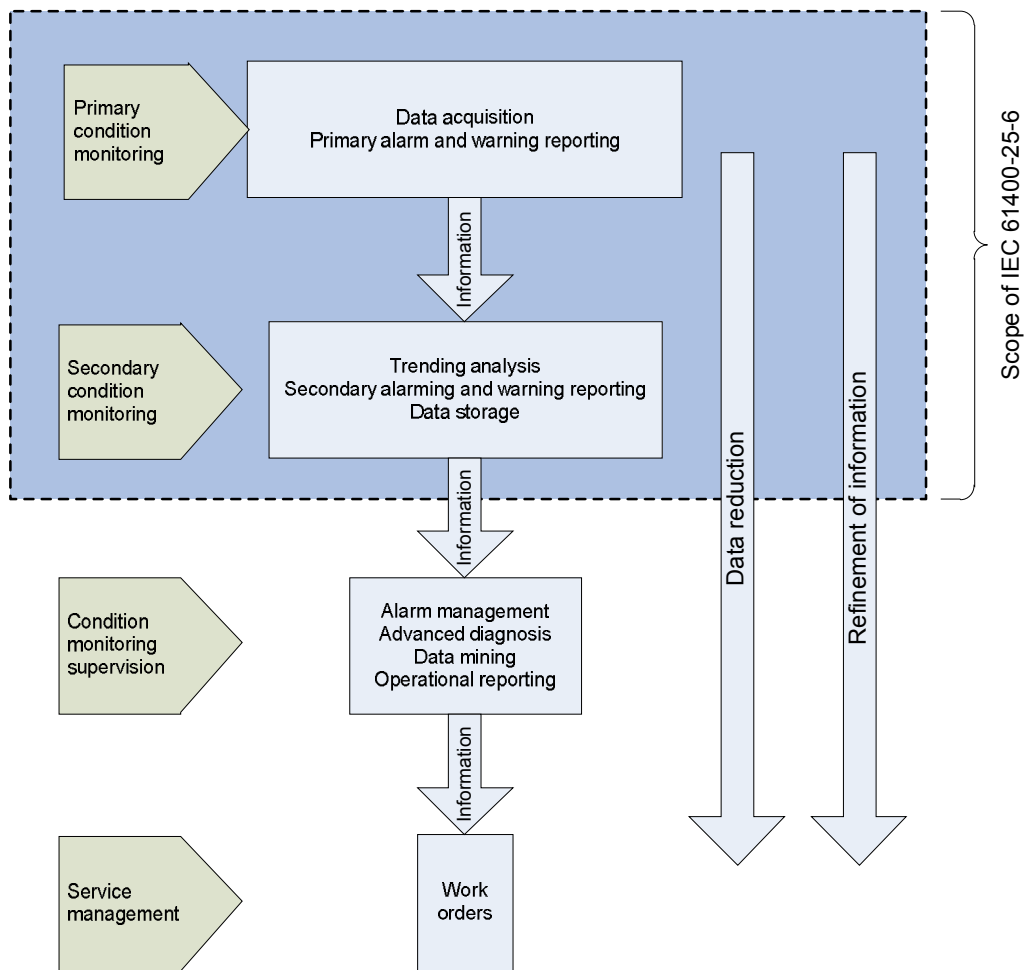 Primary
condition
monitoring
Data acquisition
Primary alarm and warning reporting
Information
Secondary
condition
monitoring
Trending analysis
Secondary alarming and warning reporting
Data storage
Information
Condition
monitoring
supervision
Alarm management
Advanced diagnosis
Data mining
Operational reporting
Information
Service
management
Work
orders
Data reduction
Refinement of information
Scope of IEC 61400-25-6